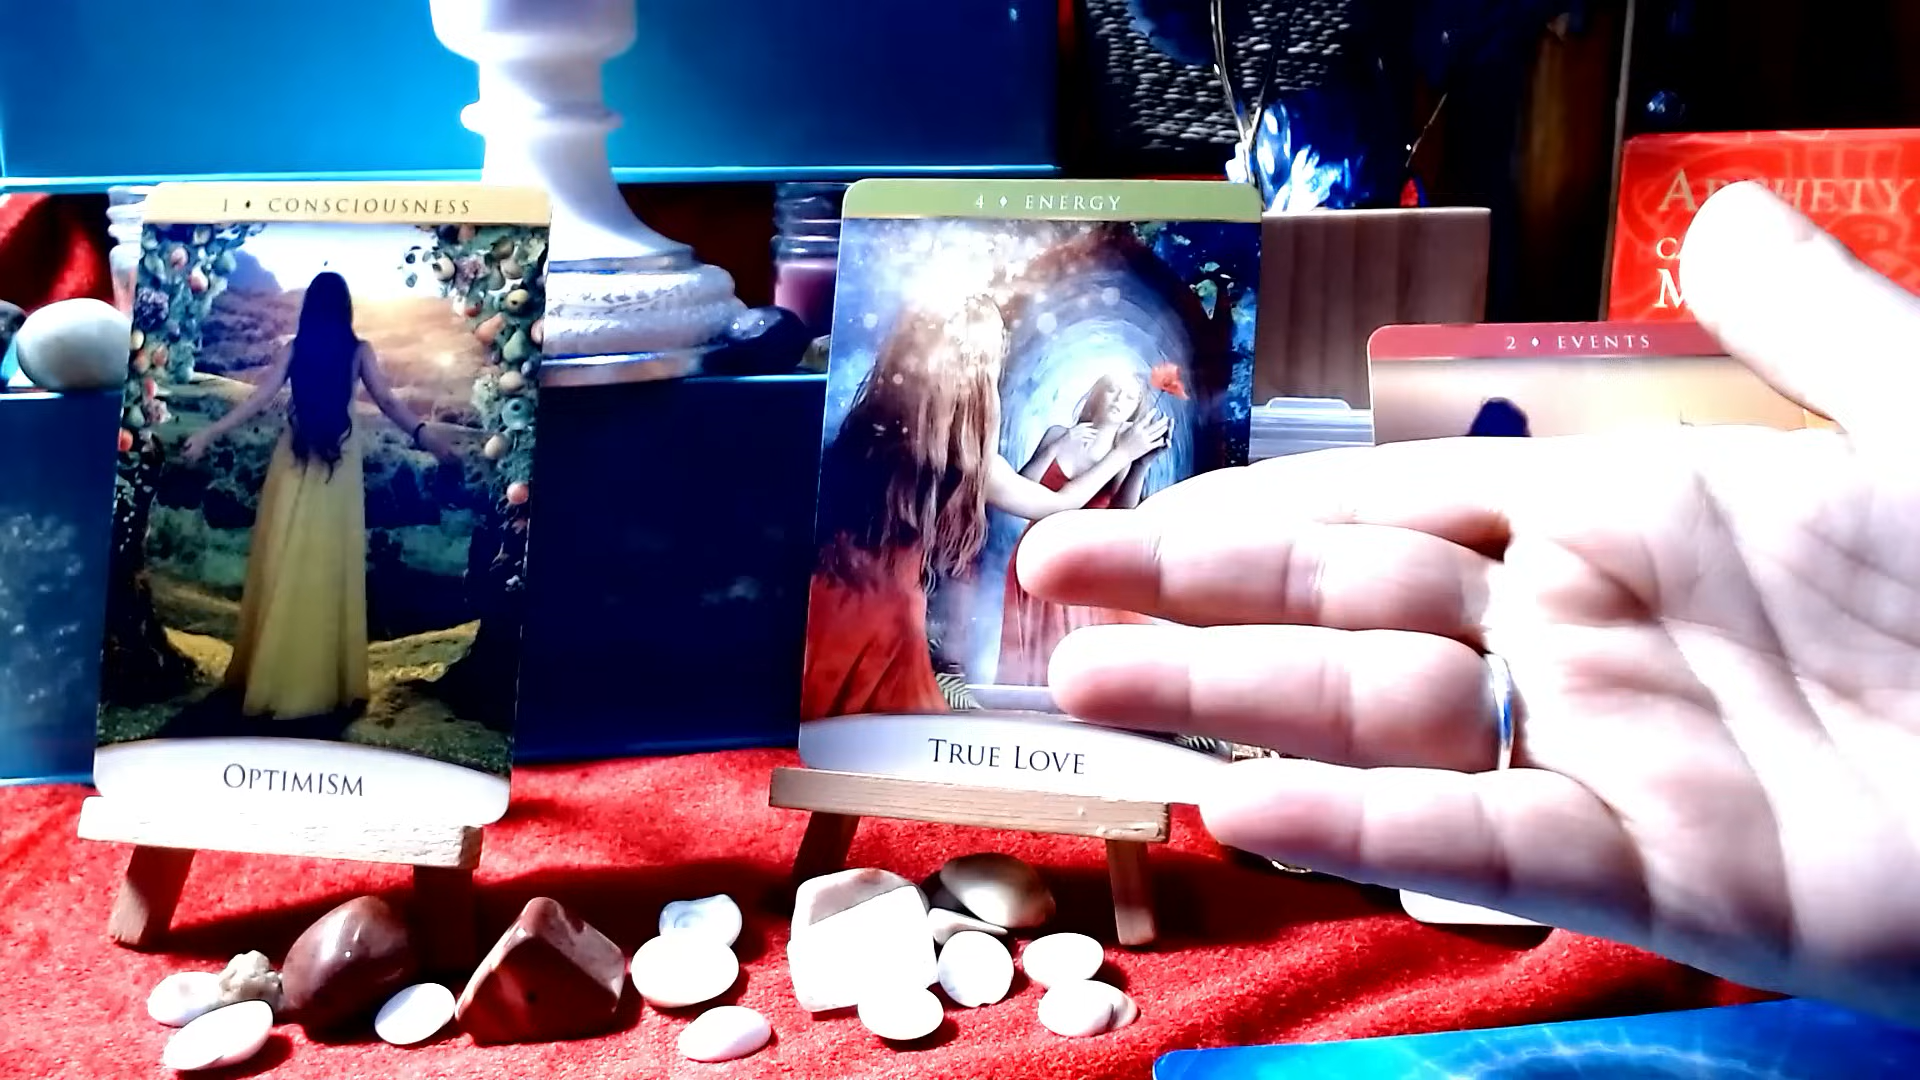 1 ♦ CONSCIOUSNESS
OPTIMISM
4 ♦ ENERGY
TRUE LOVE
2 ♦ EVENTS